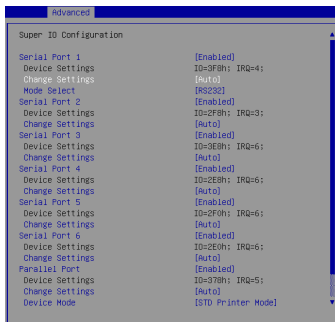 Advanced
Super IO Configuration
Serial Port 1 [Enabled]
Device Settings IO=3F8h; IRQ=4;
Change Settings [Auto]
Mode Select [RS232]
Serial Port 2 [Enabled]
Device Settings IO=2F8h; IRQ=3;
Change Settings [Auto]
Serial Port 3 [Enabled]
Device Settings IO=3E8h; IRQ=6;
Change Settings [Auto]
Serial Port 4 [Enabled]
Device Settings IO=2E8h; IRQ=6;
Change Settings [Auto]
Serial Port 5 [Enabled]
Device Settings IO=2F0h; IRQ=6;
Change Settings [Auto]
Serial Port 6 [Enabled]
Device Settings IO=2E0h; IRQ=6;
Change Settings [Auto]
Parallel Port [Enabled]
Device Settings IO=378h; IRQ=5;
Change Settings [Auto]
Device Mode [STD Printer Mode]